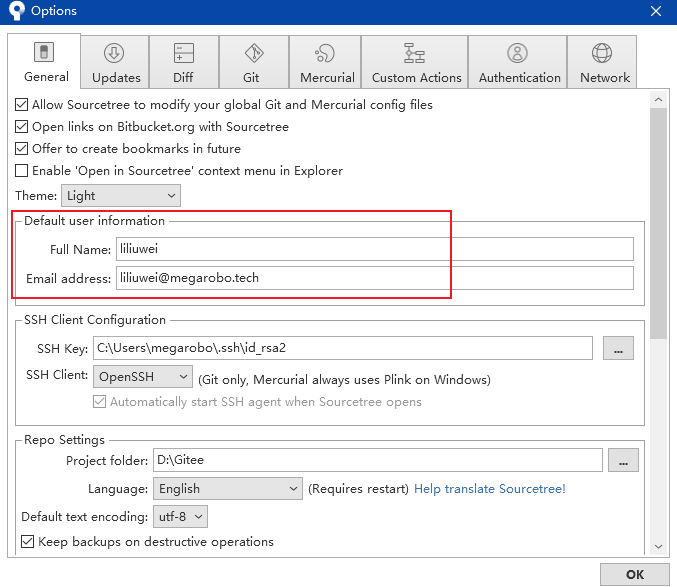 Options
General
Updates
Diff
Git
Mercurial
Custom Actions
Authentication
Network
Allow Sourcetree to modify your global Git and Mercurial config files
Open links on Bitbucket.org with Sourcetree
Offer to create bookmarks in future
Enable 'Open in Sourcetree' context menu in Explorer
Theme: Light
Default user information
Full Name: liliuwei
Email address: liliuwei@megarobo.tech
SSH Client Configuration
SSH Key: C:\Users\megarobo\.ssh\id_rsa2 ...
SSH Client: OpenSSH (Git only, Mercurial always uses Plink on Windows)
Automatically start SSH agent when Sourcetree opens
Repo Settings
Project folder: D:\Gitee ...
Language: English (Requires restart) Help translate Sourcetree!
Default text encoding: utf-8
Keep backups on destructive operations
OK